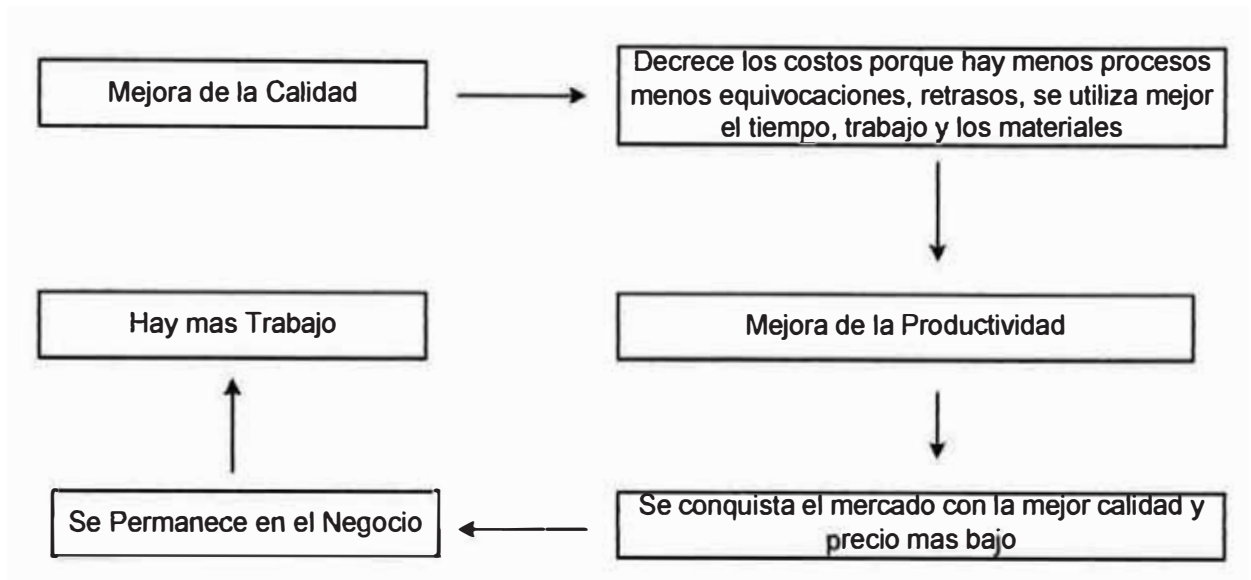 Mejora de la Calidad
Decrece los costos porque hay menos procesos
menos equivocaciones, retrasos, se utiliza mejor
el tiempo, trabajo y los materiales
Mejora de la Productividad
Se conquista el mercado con la mejor calidad y
precio mas bajo
Se Permanece en el Negocio
Hay mas Trabajo